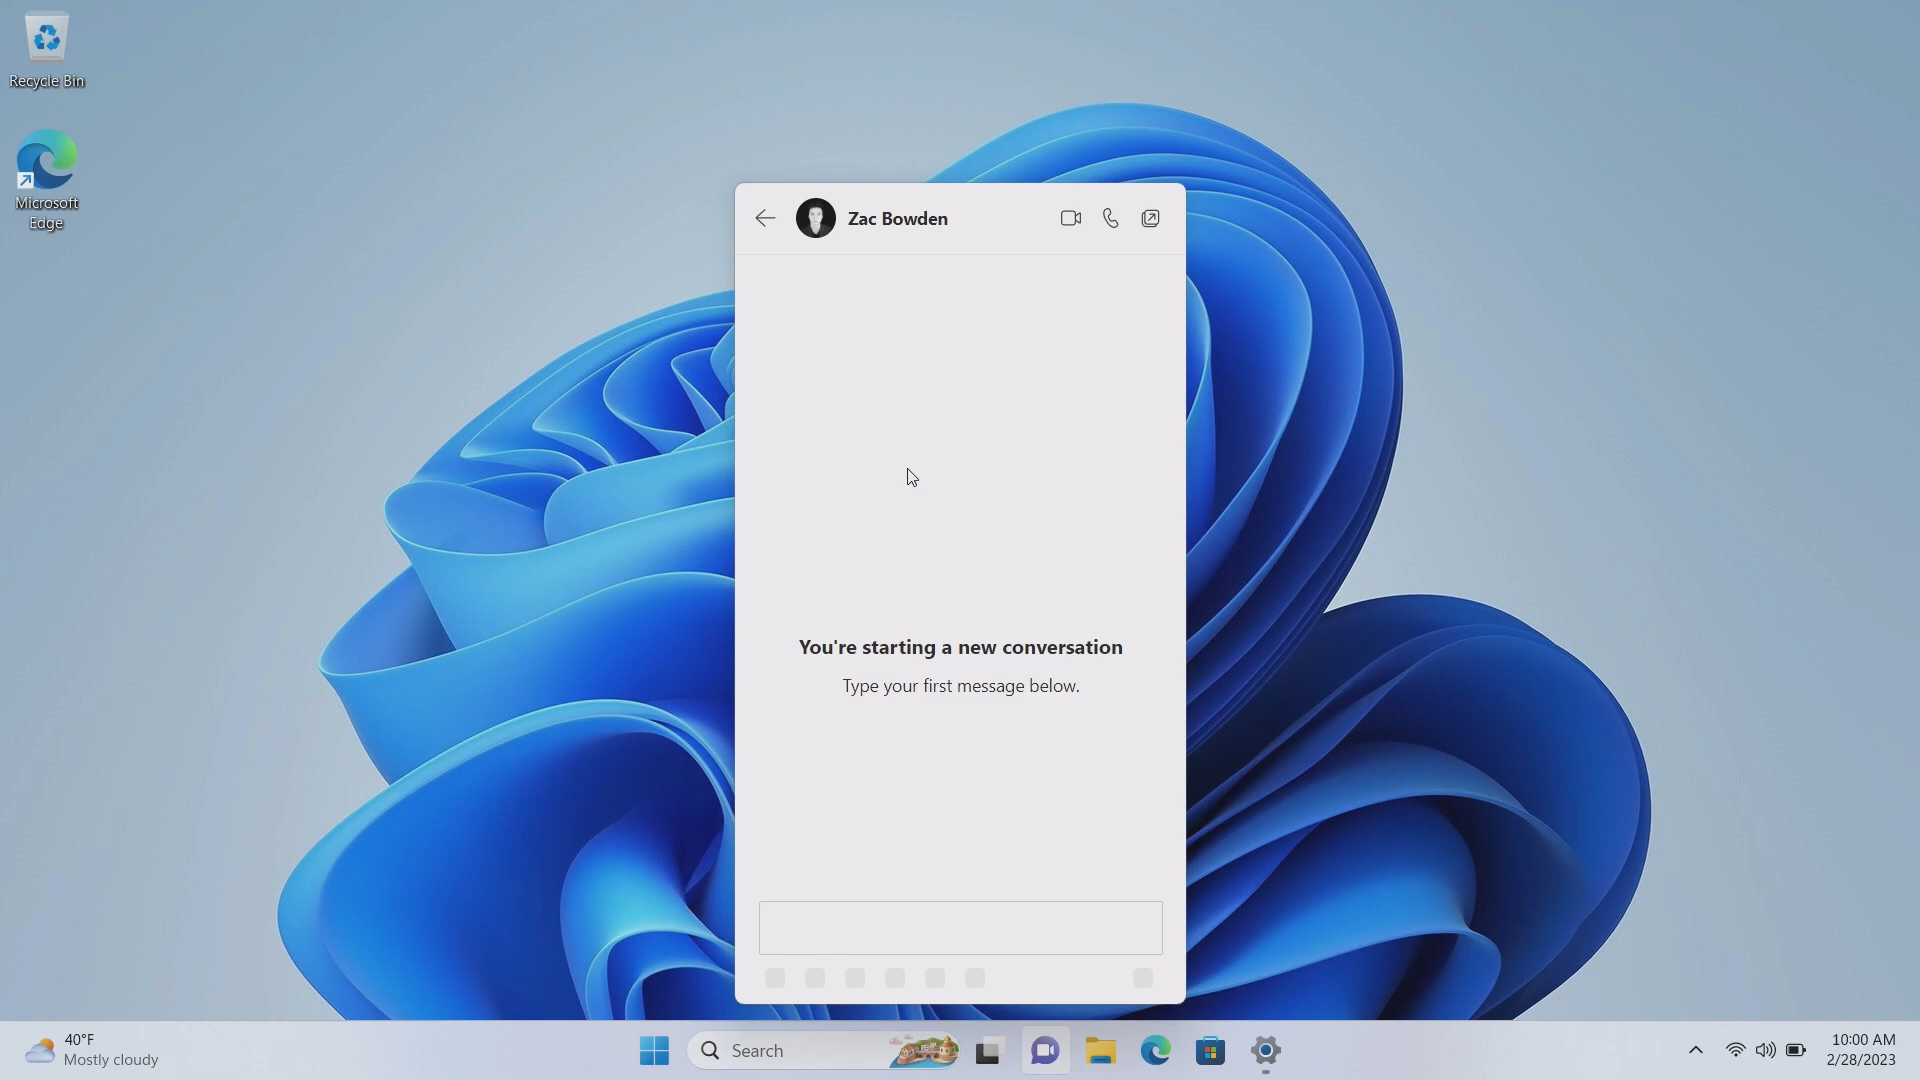 Recycle Bin
Microsoft
Edge
Zac Bowden
You're starting a new conversation
Type your first message below.
40°F
Mostly cloudy
Search
10:00 AM
2/28/2023